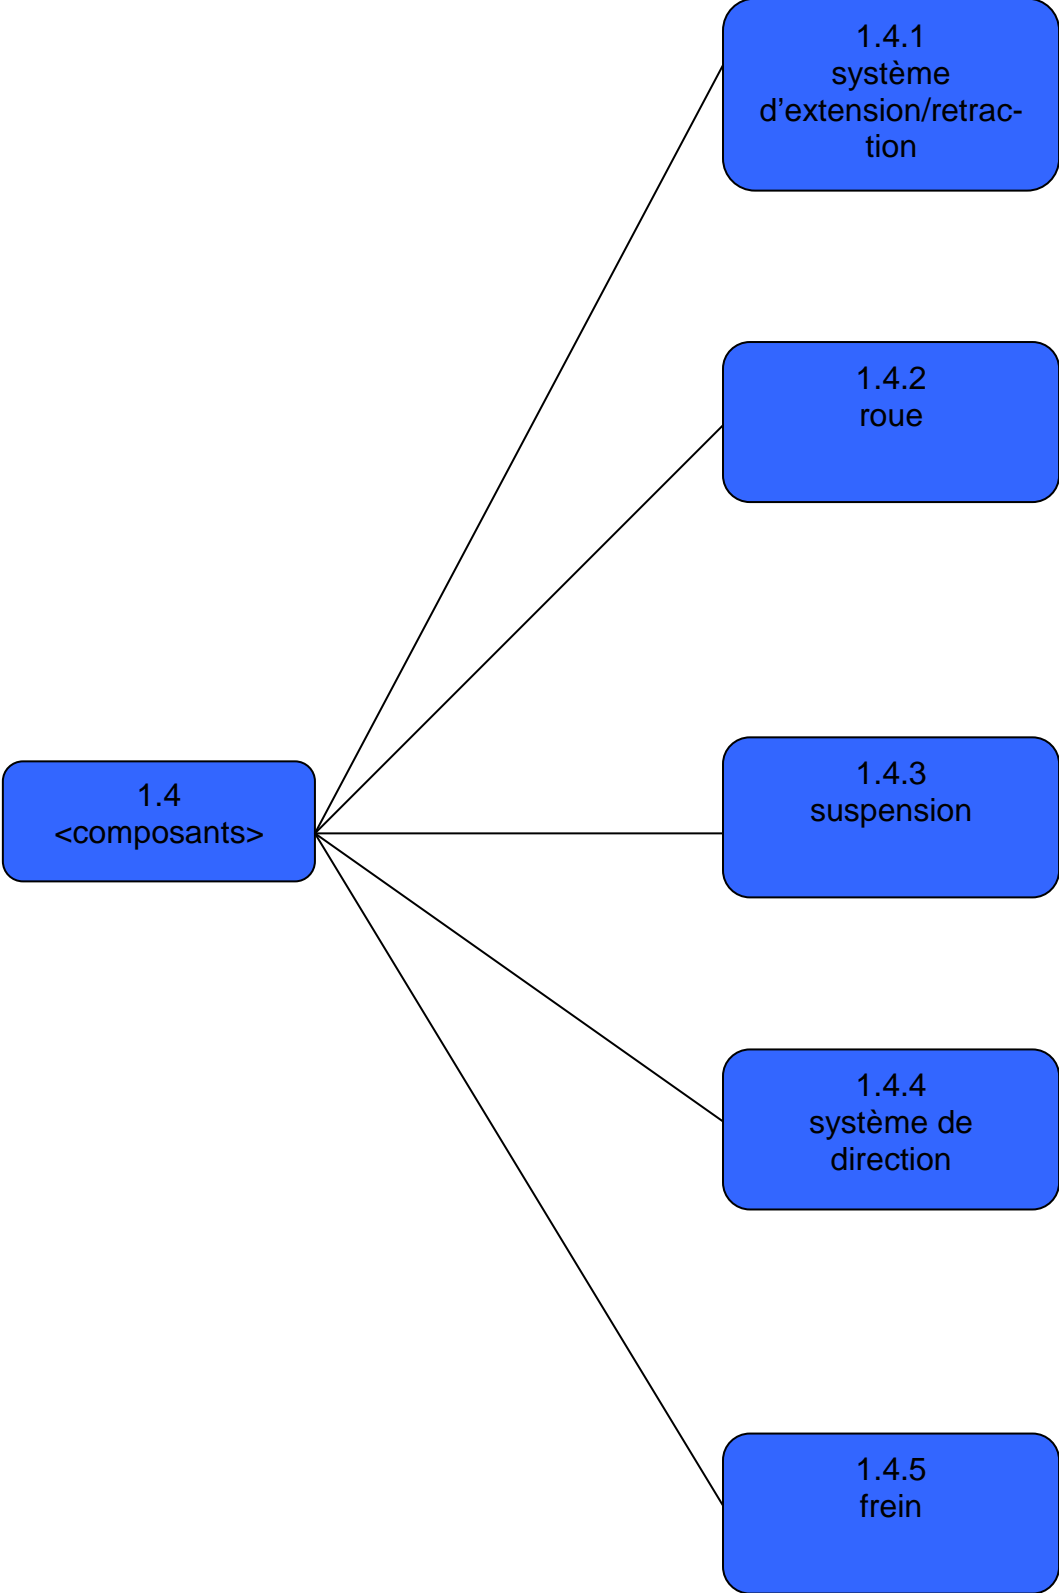 1.4.1
système
d’extension/retrac-
tion
1.4.2
roue
1.4
<composants>
1.4.3
suspension
1.4.4
système de
direction
1.4.5
frein